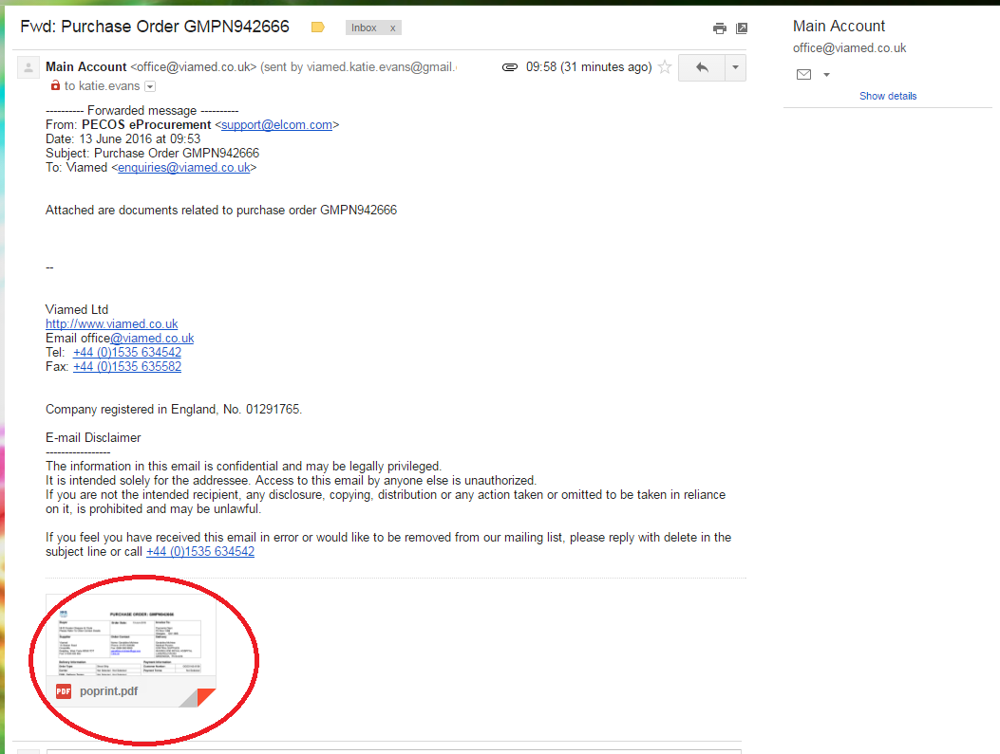 Fwd: Purchase Order GMPN942666
Inbox x
Main Account <office@viamed.co.uk> (sent by viamed.katie.evans@gmail.
09:58 (31 minutes ago)
to katie.evans
---------- Forwarded message ----------
From: PECOS eProcurement <support@elcom.com>
Date: 13 June 2016 at 09:53
Subject: Purchase Order GMPN942666
To: Viamed <enquiries@viamed.co.uk>
Attached are documents related to purchase order GMPN942666
--
Viamed Ltd
http://www.viamed.co.uk
Email office@viamed.co.uk
Tel: +44 (0)1535 634542
Fax: +44 (0)1535 635582
Company registered in England, No. 01291765.
E-mail Disclaimer
-----------------
The information in this email is confidential and may be legally privileged.
It is intended solely for the addressee. Access to this email by anyone else is unauthorized.
If you are not the intended recipient, any disclosure, copying, distribution or any action taken or omitted to be taken in reliance
on it, is prohibited and may be unlawful.
If you feel you have received this email in error or would like to be removed from our mailing list, please reply with delete in the
subject line or call +44 (0)1535 634542
PURCHASE ORDER: GMPN942666
PDF poprint.pdf
Main Account
office@viamed.co.uk
Show details